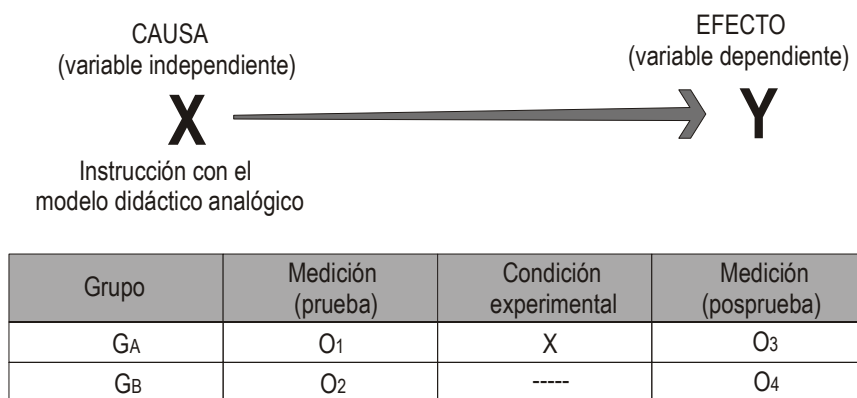 CAUSA
(variable independiente)
EFECTO
(variable dependiente)
X
Y
Instrucción con el
modelo didáctico analógico
Grupo Medición (prueba) Condición experimental Medición (posprueba)
GA O1 X O3
GB O2 ----- O4